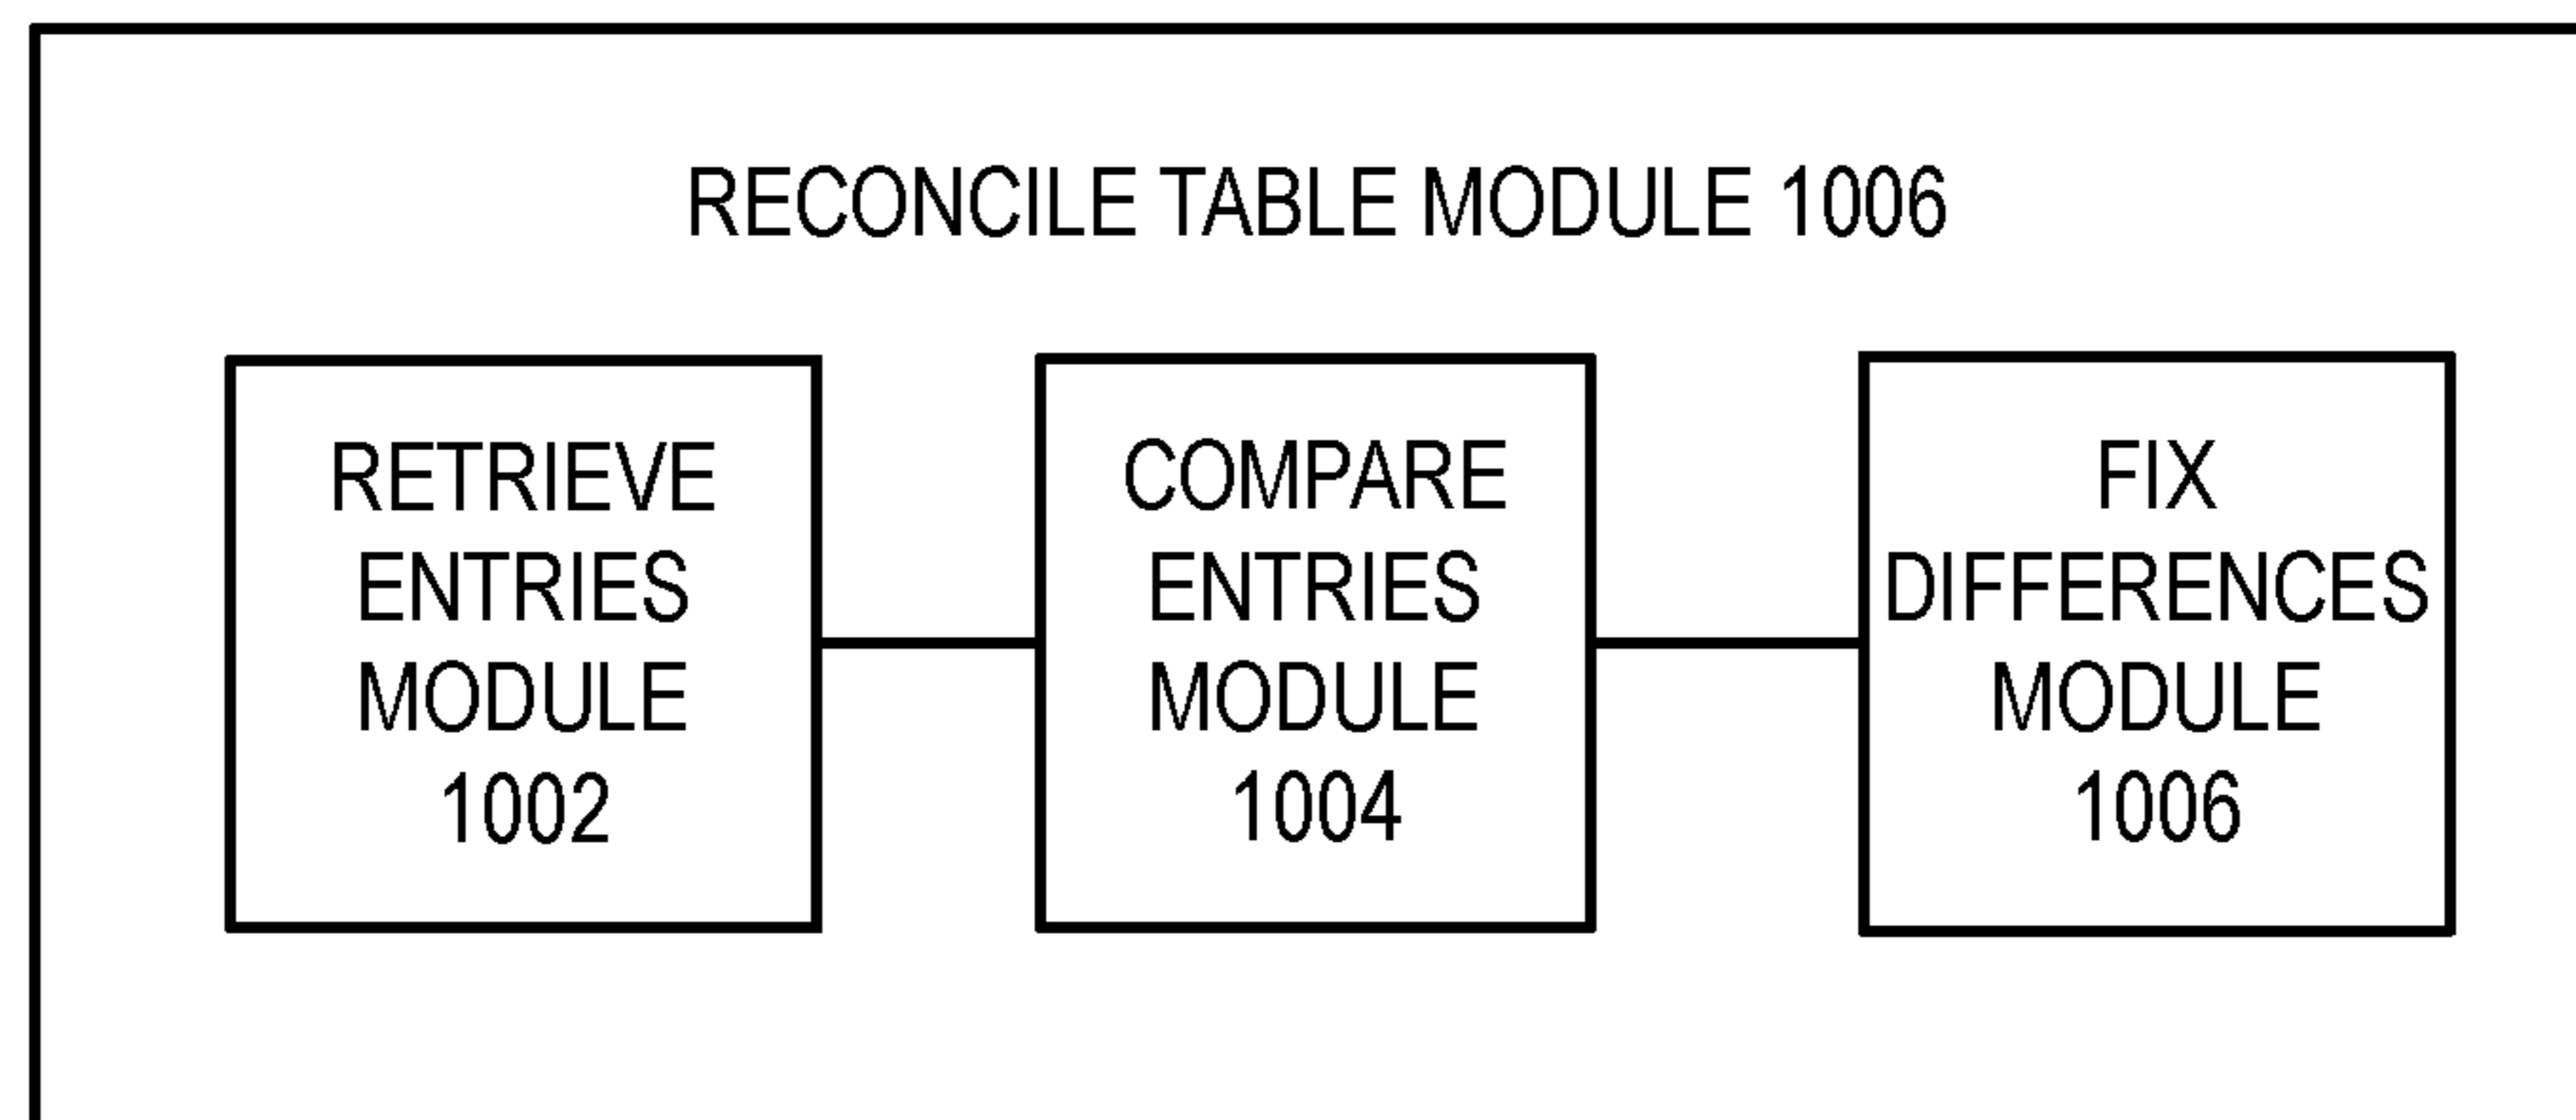 RECONCILE TABLE MODULE 1006
RETRIEVE
ENTRIES
MODULE
1002
COMPARE
ENTRIES
MODULE
1004
FIX
DIFFERENCES
MODULE
1006